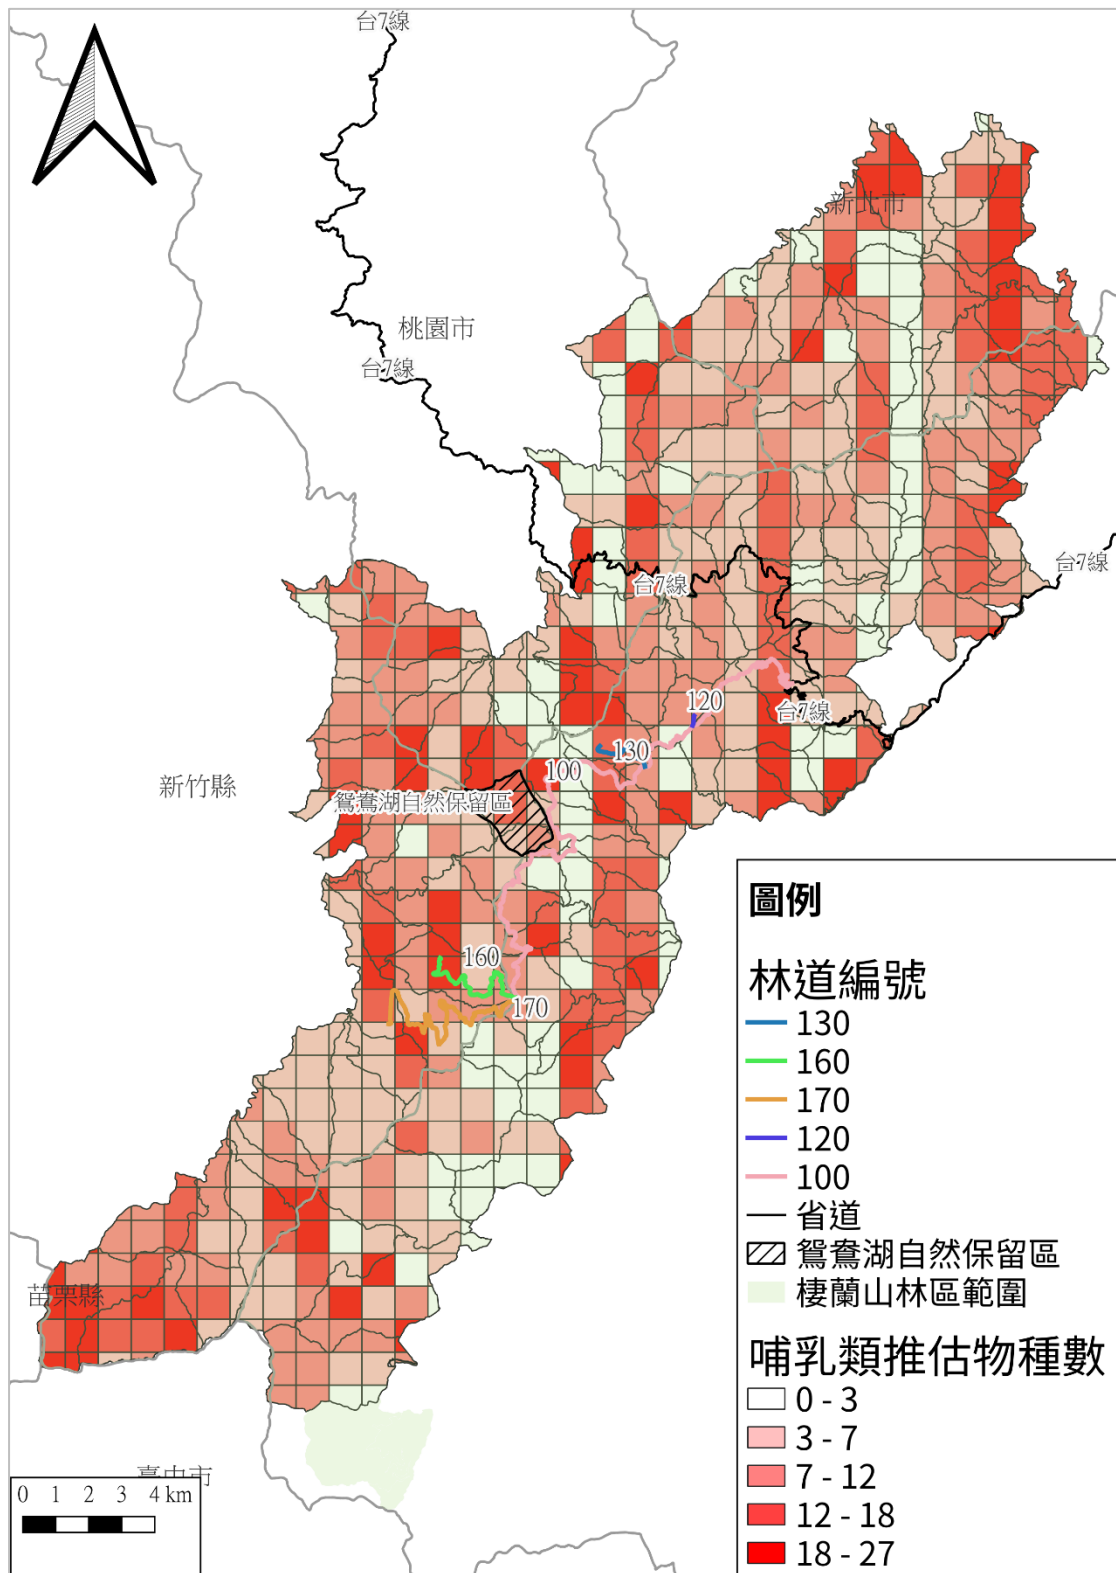 台7線
新北市
桃園市
台7線
台7線
台7線
120
台7線
130
100
新竹縣
鴛鴦湖自然保留區
160
170
苗栗縣
臺中市
0 1 2 3 4 km
圖例
林道編號
130
160
170
120
100
省道
鴛鴦湖自然保留區
棲蘭山林區範圍
哺乳類推估物種數
0 - 3
3 - 7
7 - 12
12 - 18
18 - 27